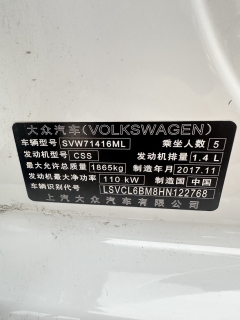 大众汽车(VOLKSWAGEN)
车辆型号 SVW71416ML 乘坐人数 5
发动机型号 CSS 发动机排量 1.4 L
最大允许总质量 1865kg 制造年月 2017.11
发动机最大净功率 110 kW 制造国 中国
车辆识别代号 LSVCL6BM8HN122768
上汽大众汽车有限公司